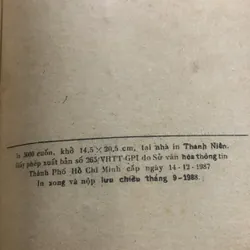 In 3000 cuốn, khổ 14,5 × 20,5 cm, tại nhà in Thanh Niên.
Giấy phép xuất bản số 265/VHTT-GPI do Sở văn hóa thông tin
Thành Phố Hồ Chí Minh cấp ngày 14-12-1987
In xong và nộp lưu chiểu tháng 9-1988.